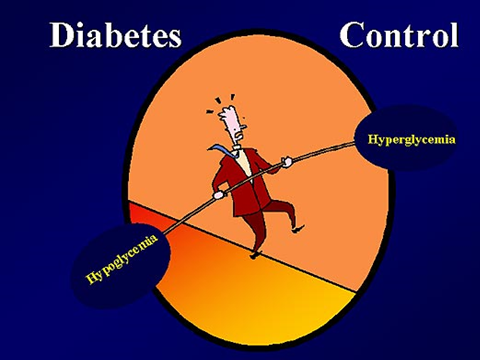 Diabetes Control
Hyperglycemia
Hypoglycemia